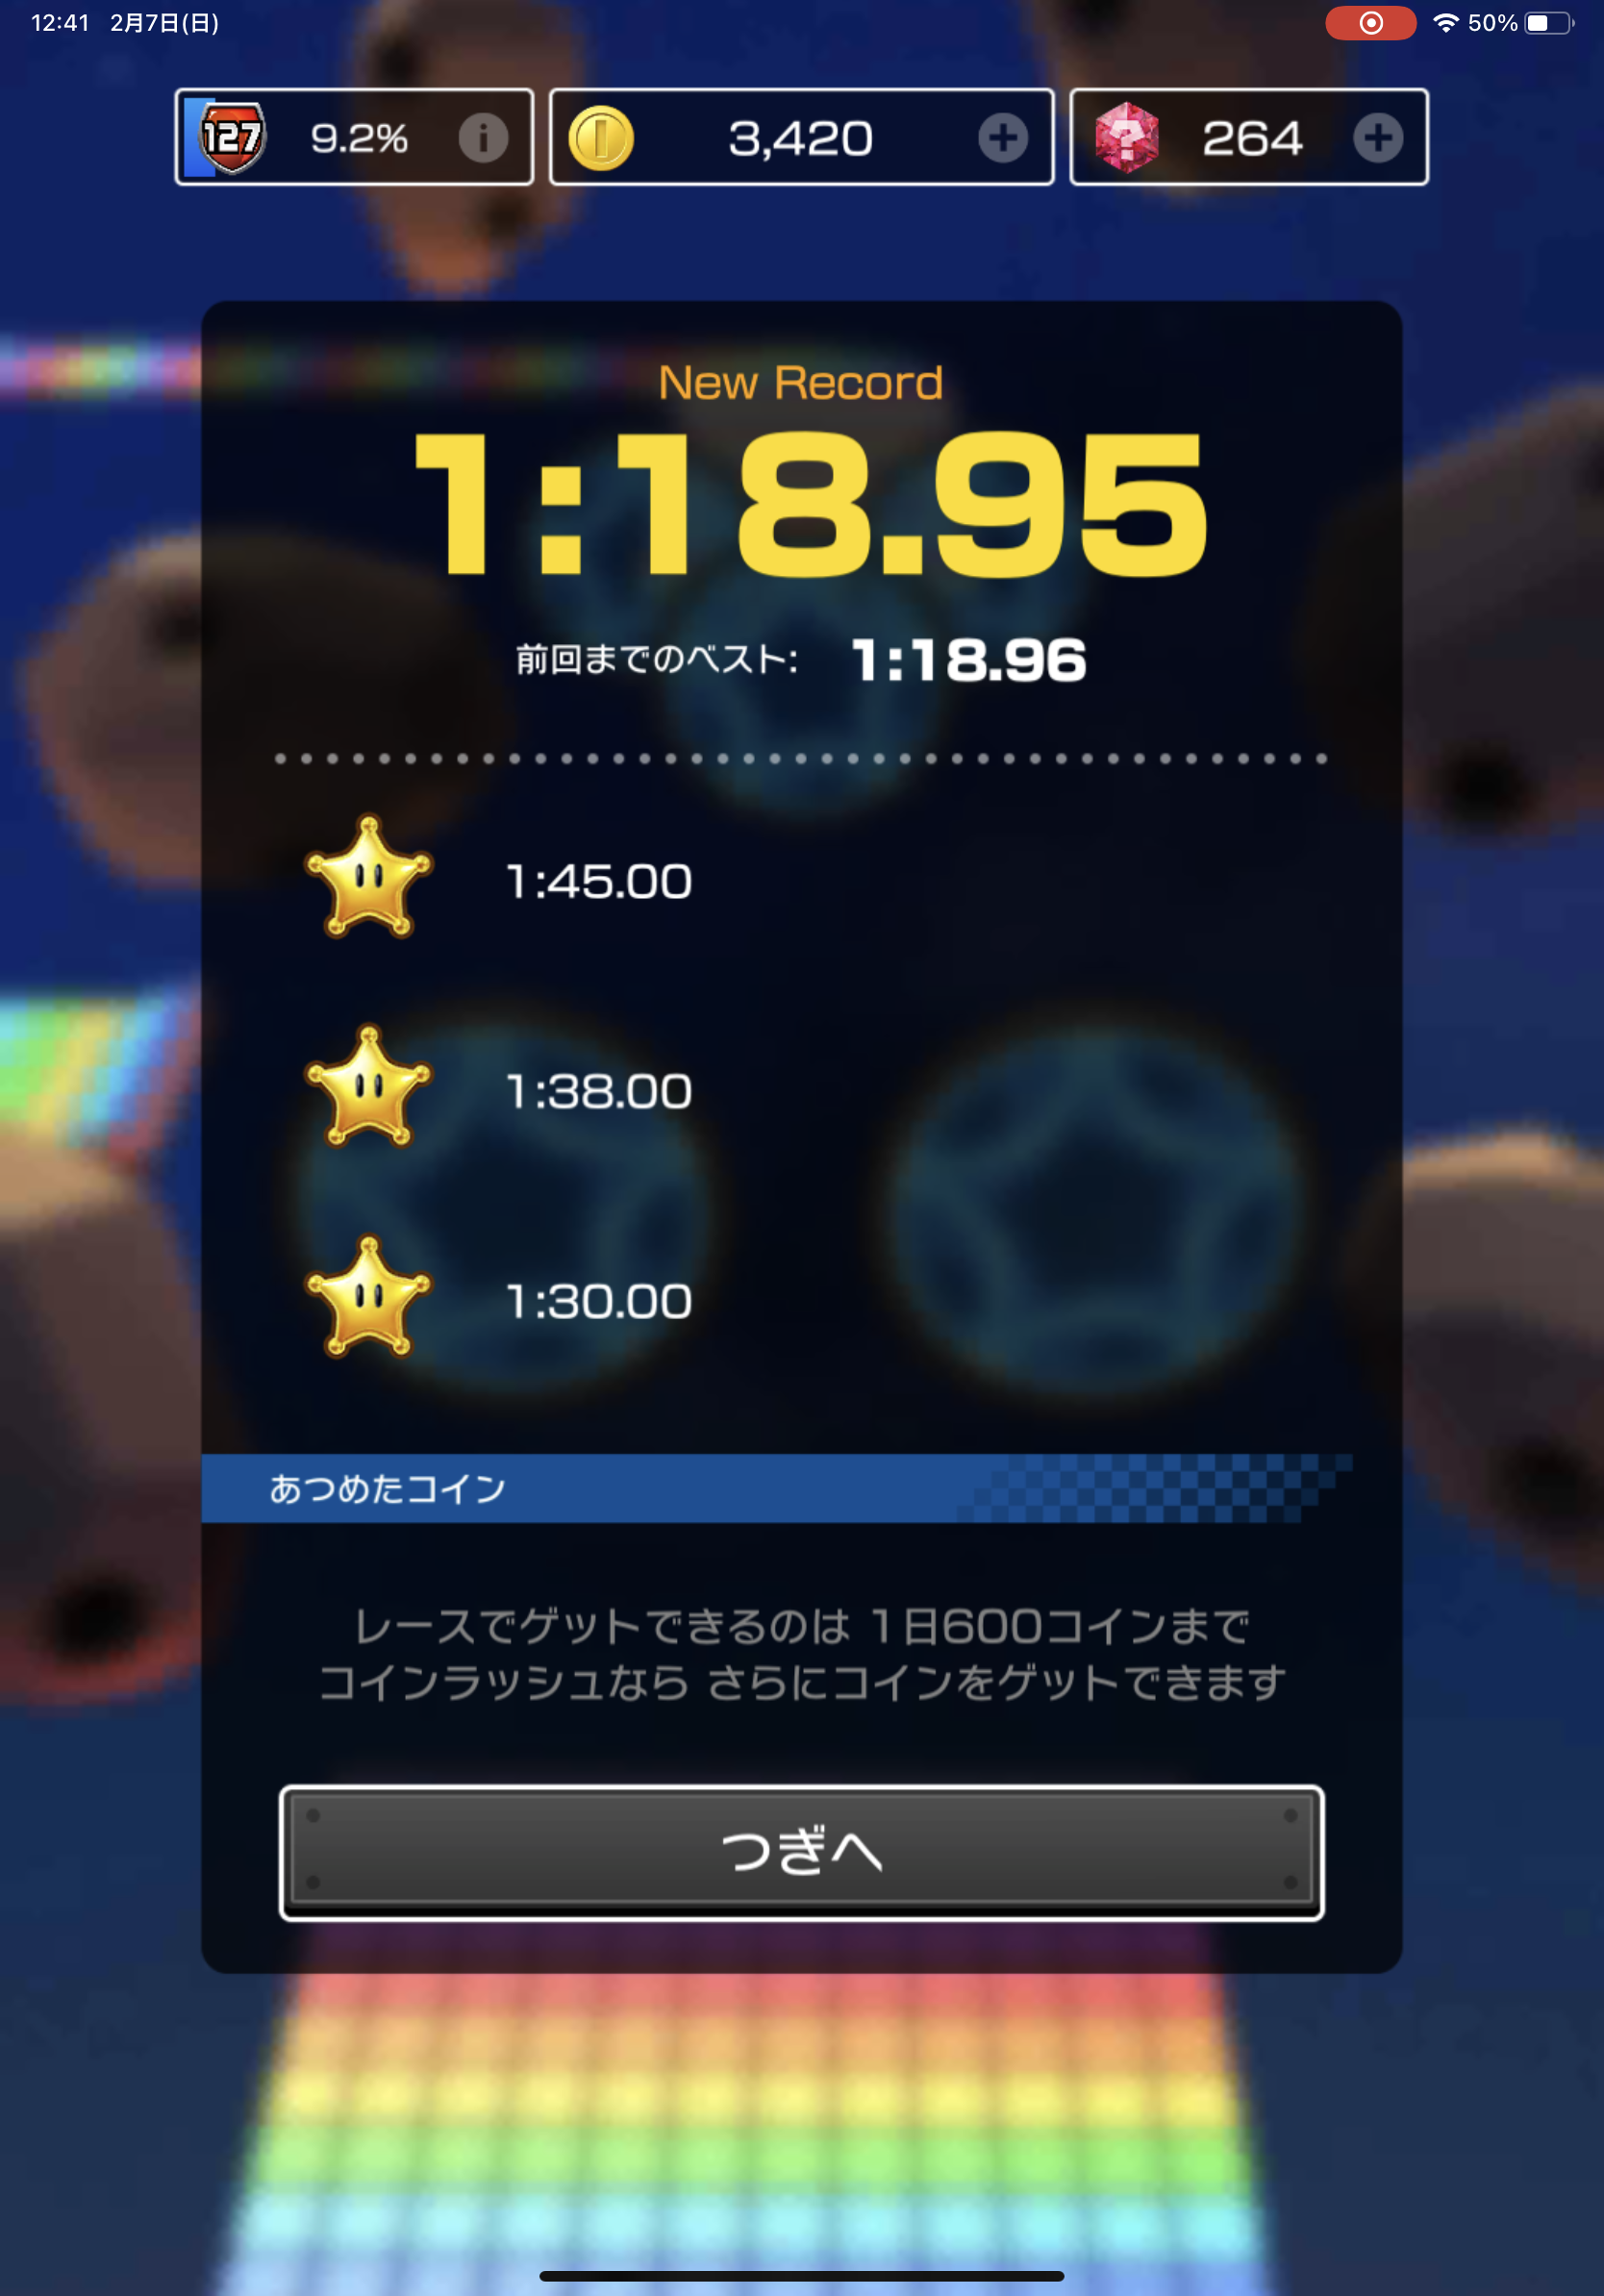 12:41 2月7日(日) 50%
127 9.2% 3,420 264
New Record
1:18.95
前回までのベスト: 1:18.96
1:45.00
1:38.00
1:30.00
あつめたコイン
レースでゲットできるのは 1日600コインまで
コインラッシュなら さらにコインをゲットできます
つぎへ